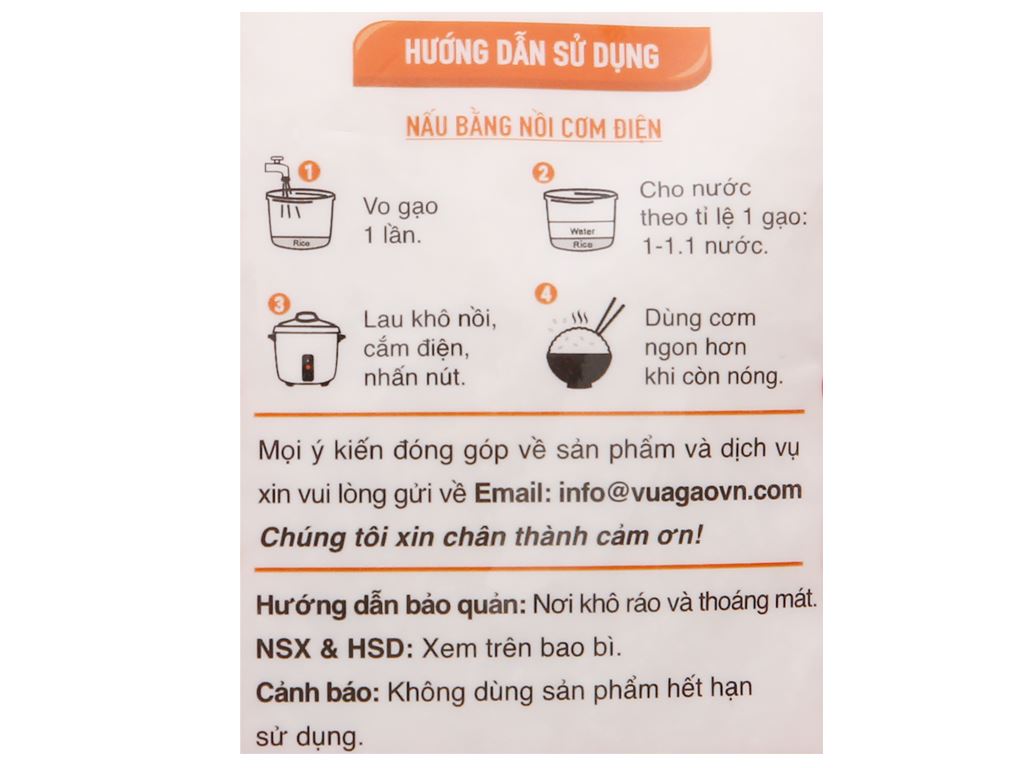 HƯỚNG DẪN SỬ DỤNG
NẤU BẰNG NỒI CƠM ĐIỆN
1
Vo gạo
1 lần.
Rice
2
Cho nước
theo tỉ lệ 1 gạo:
1-1.1 nước.
Water
Rice
3
Lau khô nồi,
cắm điện,
nhấn nút.
4
Dùng cơm
ngon hơn
khi còn nóng.
Mọi ý kiến đóng góp về sản phẩm và dịch vụ
xin vui lòng gửi về Email: info@vuagaovn.com
Chúng tôi xin chân thành cảm ơn!
Hướng dẫn bảo quản: Nơi khô ráo và thoáng mát.
NSX & HSD: Xem trên bao bì.
Cảnh báo: Không dùng sản phẩm hết hạn
sử dụng.